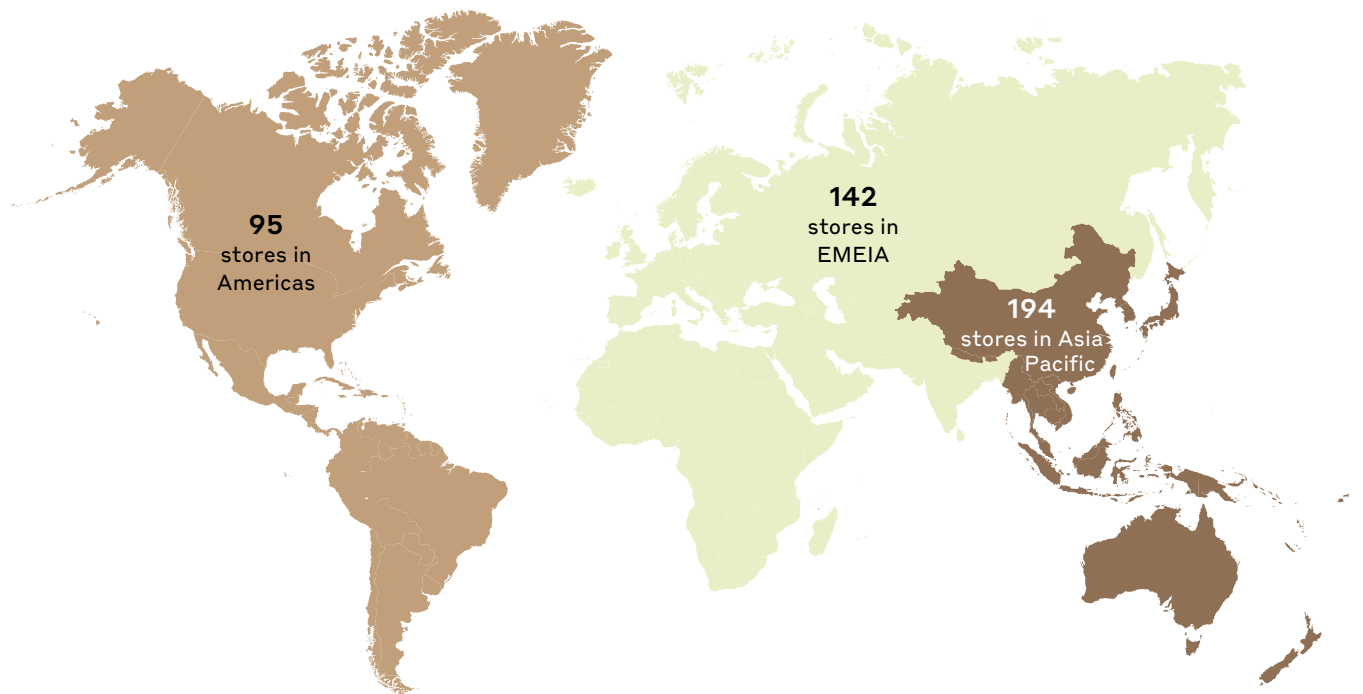 95
stores in
Americas
142
stores in
EMEIA
194
stores in Asia
Pacific